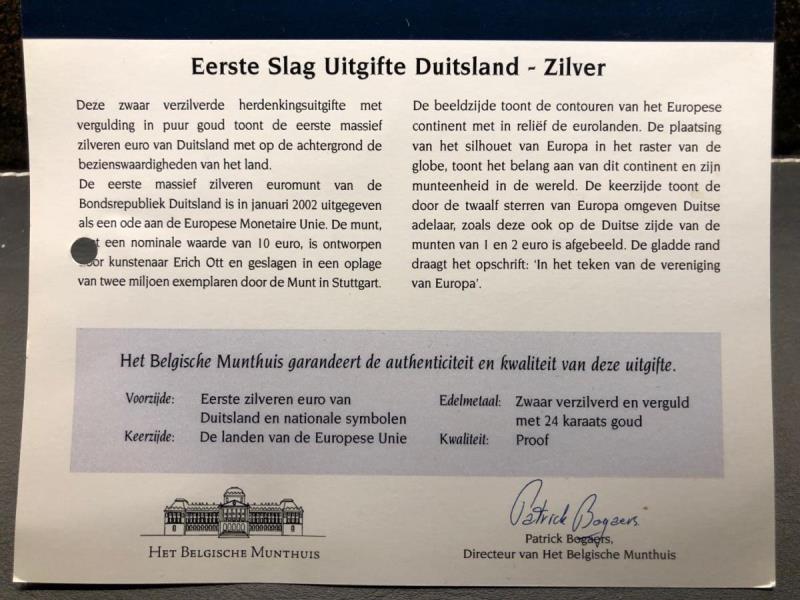 Eerste Slag Uitgifte Duitsland - Zilver
Deze zwaar verzilverde herdenkingsuitgifte met
vergulding in puur goud toont de eerste massief
zilveren euro van Duitsland met op de achtergrond de
bezienswaardigheden van het land.
De eerste massief zilveren euromunt van de
Bondsrepubliek Duitsland is in januari 2002 uitgegeven
als een ode aan de Europese Monetaire Unie. De munt,
een nominale waarde van 10 euro, is ontworpen
kunstenaar Erich Ott en geslagen in een oplage
van twee miljoen exemplaren door de Munt in Stuttgart.
De beeldzijde toont de contouren van het Europese
continent met in reliëf de eurolanden. De plaatsing
van het silhouet van Europa in het raster van de
globe, toont het belang aan van dit continent en zijn
munteenheid in de wereld. De keerzijde toont de
door de twaalf sterren van Europa omgeven Duitse
adelaar, zoals deze ook op de Duitse zijde van de
munten van 1 en 2 euro is afgebeeld. De gladde rand
draagt het opschrift: 'In het teken van de vereniging
van Europa'.
Het Belgische Munthuis garandeert de authenticiteit en kwaliteit van deze uitgifte.
Voorzijde: Eerste zilveren euro van
Duitsland en nationale symbolen
Keerzijde: De landen van de Europese Unie
Edelmetaal: Zwaar verzilverd en verguld
met 24 karaats goud
Kwaliteit: Proof
Het Belgische Munthuis
Patrick Bogaers
Patrick Bogaers,
Directeur van Het Belgische Munthuis